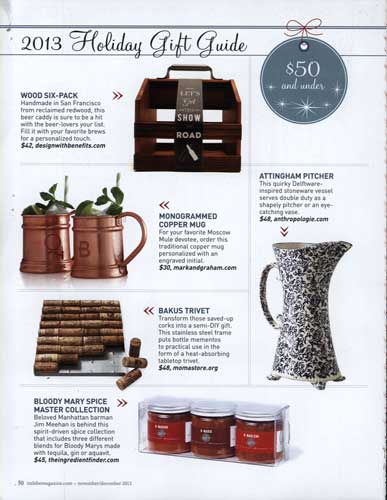 2013 Holiday Gift Guide
$50
and under
WOOD SIX-PACK
Handmade in San Francisco
from reclaimed redwood, this
beer caddy is sure to be a hit
with the beer-lovers your list.
Fill it with your favorite brews
for a personalized touch.
$42, designwithbenefits.com
LET'S
Get
SHOW
ROAD
ATTINGHAM PITCHER
This quirky Delftware-
inspired stoneware vessel
serves double duty as a
shapely pitcher or an eye-
catching vase.
$48, anthropologie.com
MONOGRAMMED
COPPER MUG
For your favorite Moscow
Mule devotee, order this
traditional copper mug
personalized with an
engraved initial.
$30, markandgraham.com
B
BAKUS TRIVET
Transform those saved-up
corks into a semi-DIY gift.
This stainless steel frame
puts bottle mementos
to practical use in the
form of a heat-absorbing
tabletop trivet.
$48, momastore.org
BLOODY MARY SPICE
MASTER COLLECTION
Beloved Manhattan barman
Jim Meehan is behind this
spirit-driven spice collection
that includes three different
blends for Bloody Marys made
with tequila, gin or aquavit.
$45, theingredientfinder.com
50 imbibemagazine.com — november/december 2013